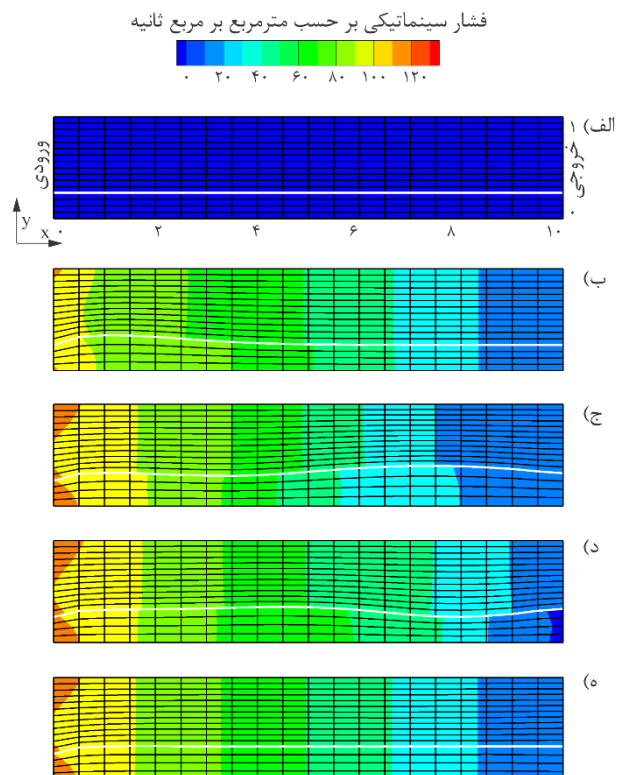 فشار سینماتیکی بر حسب مترمربع بر مربع ثانیه
۰ ۲۰ ۴۰ ۶۰ ۸۰ ۱۰۰ ۱۲۰
الف)
۱
ورودی
خروجی
۰
y
x
۰ ۲ ۴ ۶ ۸ ۱۰
ب)
ج)
د)
ه)